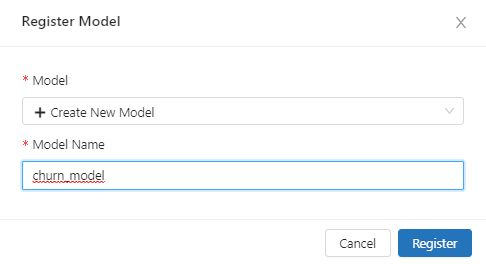 Register Model
* Model
+ Create New Model
* Model Name
churn_model
Cancel
Register